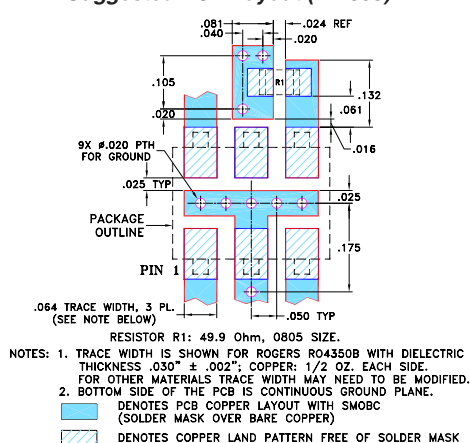 .081
.024 REF
.040
.020
R1
.105
.132
.061
.020
.016
9X ø.020 PTH
FOR GROUND
.025 TYP
.025
PACKAGE
OUTLINE
.175
PIN 1
.064 TRACE WIDTH, 3 PL.
(SEE NOTE BELOW)
.050 TYP
RESISTOR R1: 49.9 Ohm, 0805 SIZE.
NOTES: 1. TRACE WIDTH IS SHOWN FOR ROGERS RO4350B WITH DIELECTRIC
THICKNESS .030" ± .002"; COPPER: 1/2 OZ. EACH SIDE.
FOR OTHER MATERIALS TRACE WIDTH MAY NEED TO BE MODIFIED.
2. BOTTOM SIDE OF THE PCB IS CONTINUOUS GROUND PLANE.
DENOTES PCB COPPER LAYOUT WITH SMOBC
(SOLDER MASK OVER BARE COPPER)
DENOTES COPPER LAND PATTERN FREE OF SOLDER MASK